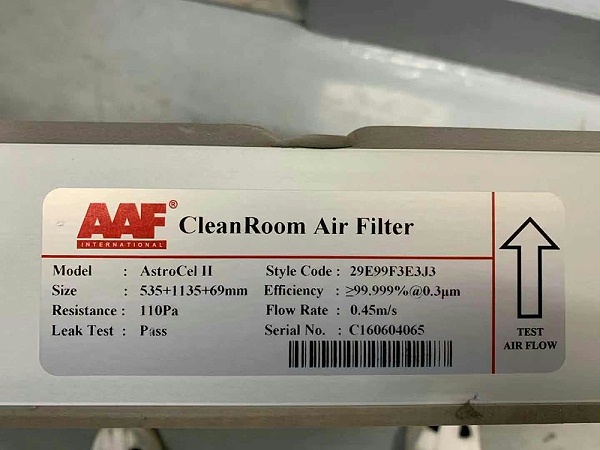 AAF® CleanRoom Air Filter
INTERNATIONAL
Model : AstroCel II Style Code : 29E99F3E3J3
Size : 535+1135+69mm Efficiency : ≥99.999%@0.3μm
Resistance : 110Pa Flow Rate : 0.45m/s
Leak Test : Pass Serial No. : C160604065
TEST
AIR FLOW